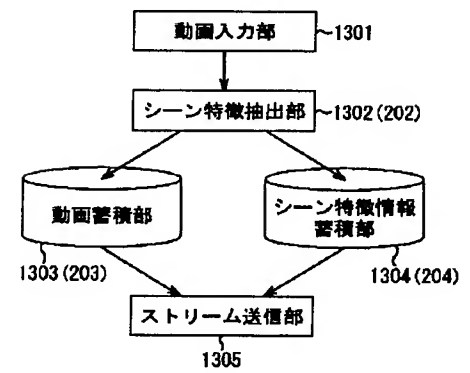 動画入力部
~1301
シーン特徴抽出部
~1302(202)
動画蓄積部
シーン特徴情報
蓄積部
1303(203)
1304(204)
ストリーム送信部
1305